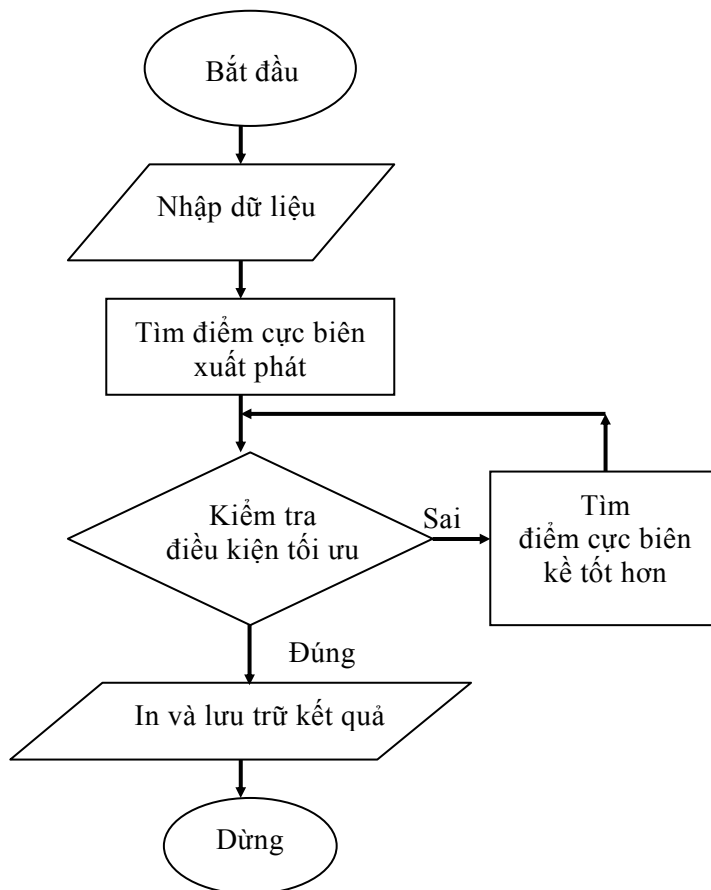 Bắt đầu
Nhập dữ liệu
Tìm điểm cực biên
xuất phát
Kiểm tra
điều kiện tối ưu
Sai
Tìm
điểm cực biên
kề tốt hơn
Đúng
In và lưu trữ kết quả
Dừng